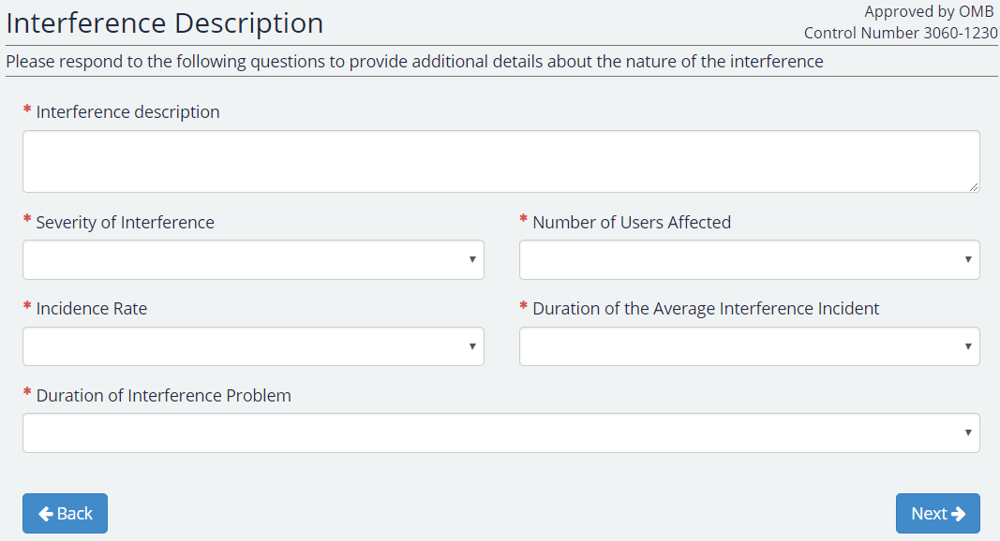 Interference Description
Approved by OMB
Control Number 3060-1230
Please respond to the following questions to provide additional details about the nature of the interference
* Interference description
* Severity of Interference
* Number of Users Affected
* Incidence Rate
* Duration of the Average Interference Incident
* Duration of Interference Problem
Back
Next